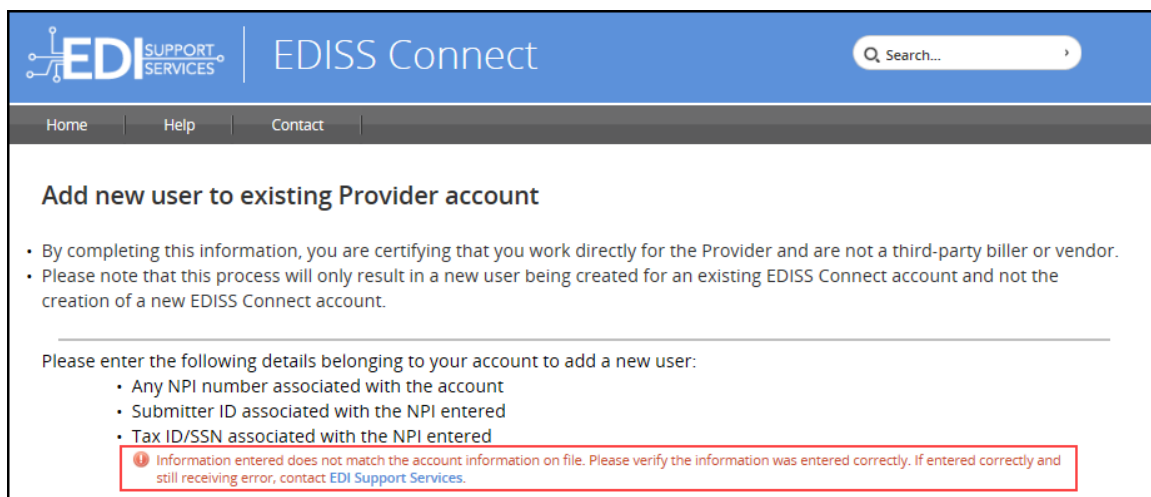 EDI SUPPORT SERVICES EDISS Connect Search...
Home Help Contact
Add new user to existing Provider account
• By completing this information, you are certifying that you work directly for the Provider and are not a third-party biller or vendor.
• Please note that this process will only result in a new user being created for an existing EDISS Connect account and not the
creation of a new EDISS Connect account.
Please enter the following details belonging to your account to add a new user:
• Any NPI number associated with the account
• Submitter ID associated with the NPI entered
• Tax ID/SSN associated with the NPI entered
Information entered does not match the account information on file. Please verify the information was entered correctly. If entered correctly and
still receiving error, contact EDI Support Services.